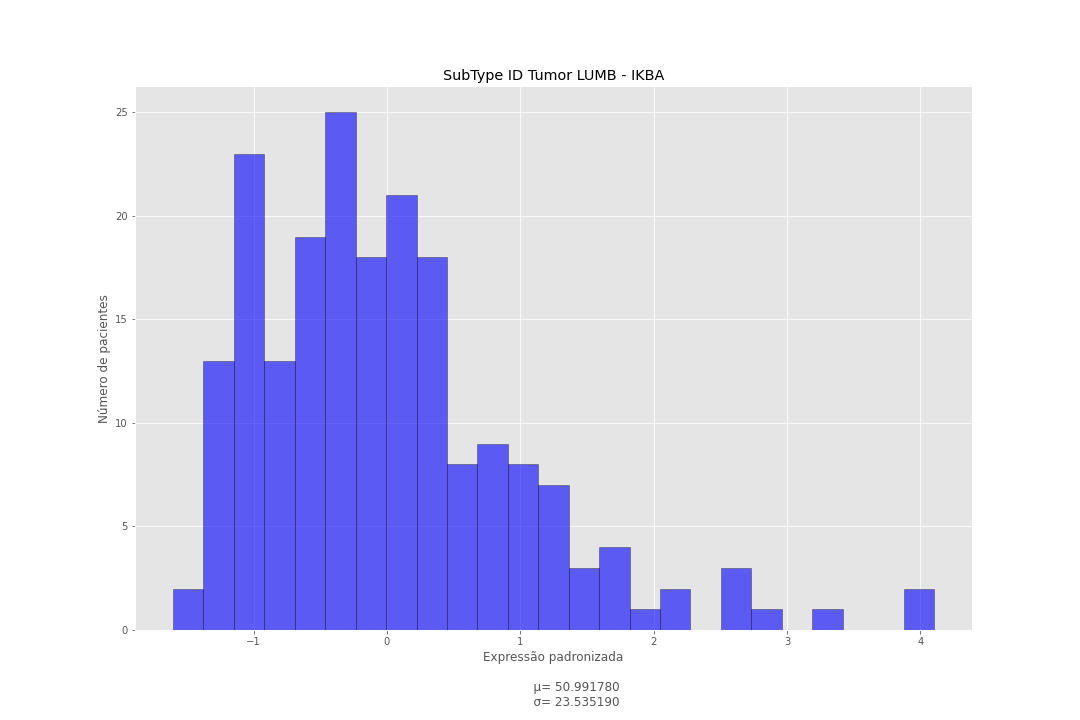 SubType ID Tumor LUMB - IKBA
25
20
15
10
5
0
Número de pacientes
−1 0 1 2 3 4
Expressão padronizada
μ= 50.991780
σ= 23.535190